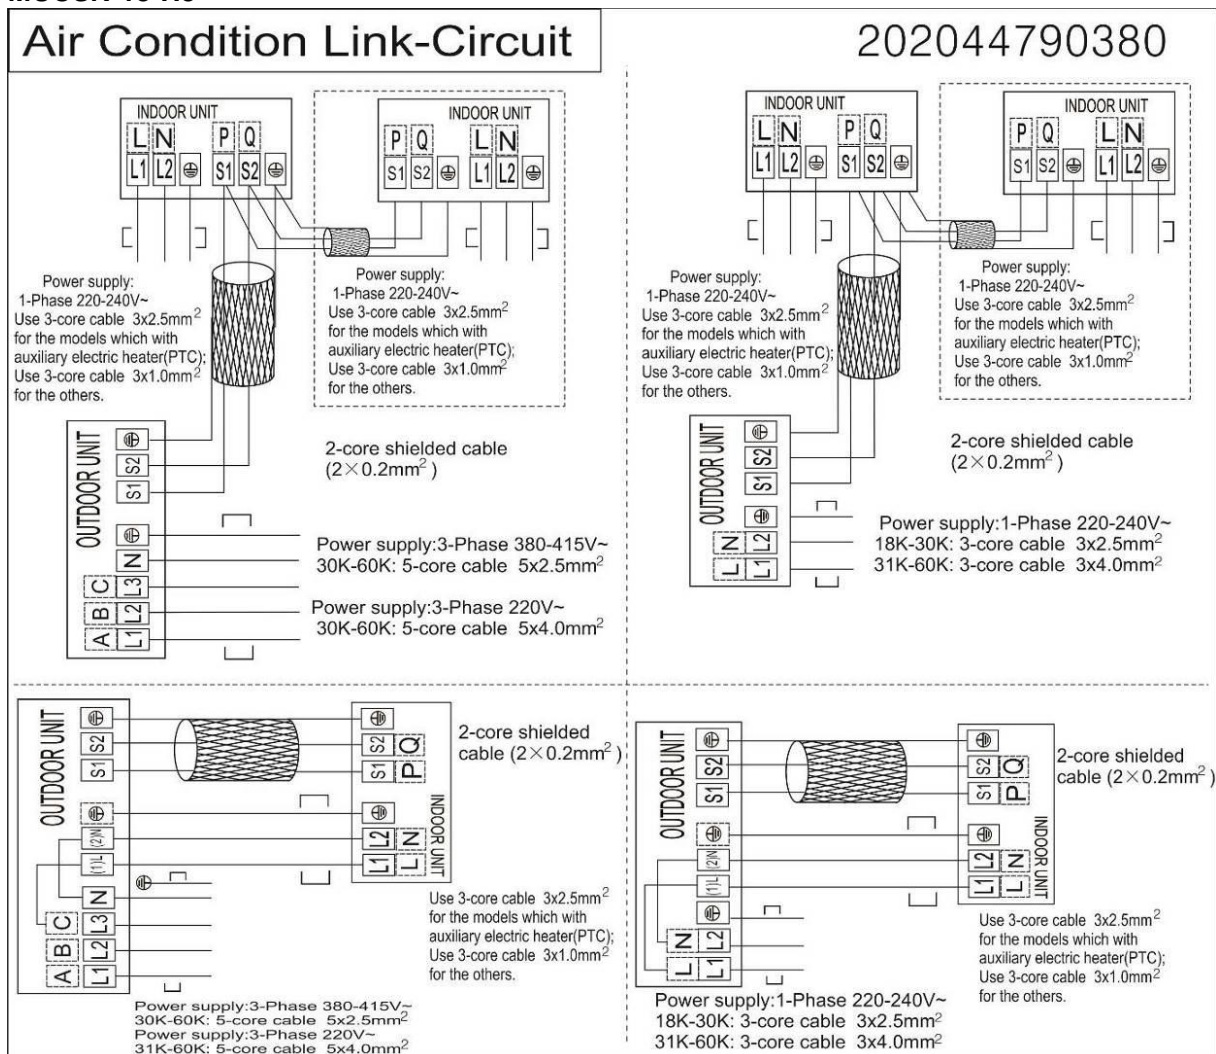 Air Condition Link-Circuit
202044790380
INDOOR UNIT
L N P Q
L1 L2 S1 S2
INDOOR UNIT
P Q L N
S1 S2 L1 L2
Power supply:
1-Phase 220-240V~
Use 3-core cable 3x2.5mm²
for the models which with
auxiliary electric heater(PTC);
Use 3-core cable 3x1.0mm²
for the others.
Power supply:
1-Phase 220-240V~
Use 3-core cable 3x2.5mm²
for the models which with
auxiliary electric heater(PTC);
Use 3-core cable 3x1.0mm²
for the others.
OUTDOOR UNIT
S2
S1
N
C L3
B L2
A L1
2-core shielded cable
(2×0.2mm²)
Power supply:3-Phase 380-415V~
30K-60K: 5-core cable 5x2.5mm²
Power supply:3-Phase 220V~
30K-60K: 5-core cable 5x4.0mm²
INDOOR UNIT
L N P Q
L1 L2 S1 S2
INDOOR UNIT
P Q L N
S1 S2 L1 L2
Power supply:
1-Phase 220-240V~
Use 3-core cable 3x2.5mm²
for the models which with
auxiliary electric heater(PTC);
Use 3-core cable 3x1.0mm²
for the others.
Power supply:
1-Phase 220-240V~
Use 3-core cable 3x2.5mm²
for the models which with
auxiliary electric heater(PTC);
Use 3-core cable 3x1.0mm²
for the others.
OUTDOOR UNIT
S2
S1
N L2
L L1
2-core shielded cable
(2×0.2mm²)
Power supply:1-Phase 220-240V~
18K-30K: 3-core cable 3x2.5mm²
31K-60K: 3-core cable 3x4.0mm²
OUTDOOR UNIT
S2
S1
(2)N
(1)L
N
C L3
B L2
A L1
S2 Q
S1 P
INDOOR UNIT
L2 N
L1 L
2-core shielded
cable (2×0.2mm²)
Use 3-core cable 3x2.5mm²
for the models which with
auxiliary electric heater(PTC);
Use 3-core cable 3x1.0mm²
for the others.
Power supply:3-Phase 380-415V~
30K-60K: 5-core cable 5x2.5mm²
Power supply:3-Phase 220V~
31K-60K: 5-core cable 5x4.0mm²
OUTDOOR UNIT
S2
S1
(2)N
(1)L
N L2
L L1
S2 Q
S1 P
INDOOR UNIT
L2 N
L1 L
2-core shielded
cable (2×0.2mm²)
Use 3-core cable 3x2.5mm²
for the models which with
auxiliary electric heater(PTC);
Use 3-core cable 3x1.0mm²
for the others.
Power supply:1-Phase 220-240V~
18K-30K: 3-core cable 3x2.5mm²
31K-60K: 3-core cable 3x4.0mm²